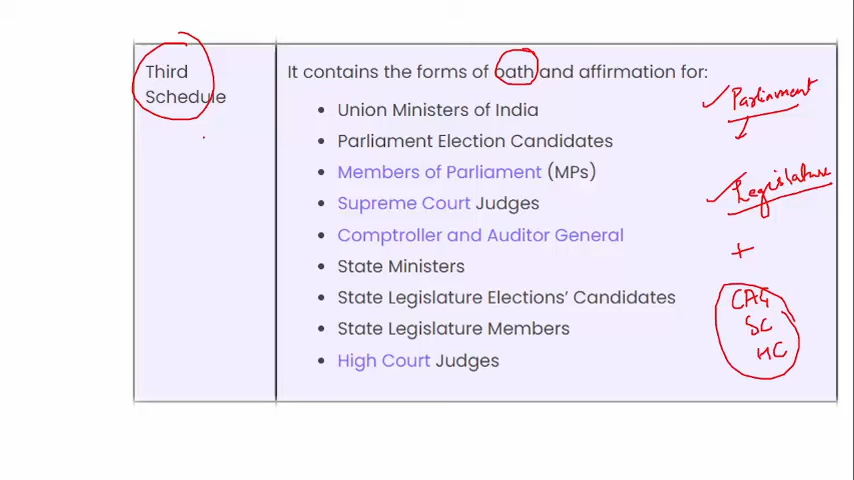 Third
Schedule
It contains the forms of oath and affirmation for:
• Union Ministers of India
• Parliament Election Candidates
• Members of Parliament (MPs)
• Supreme Court Judges
• Comptroller and Auditor General
• State Ministers
• State Legislature Elections’ Candidates
• State Legislature Members
• High Court Judges
Parliament
Legislature
+
CAG
SC
HC